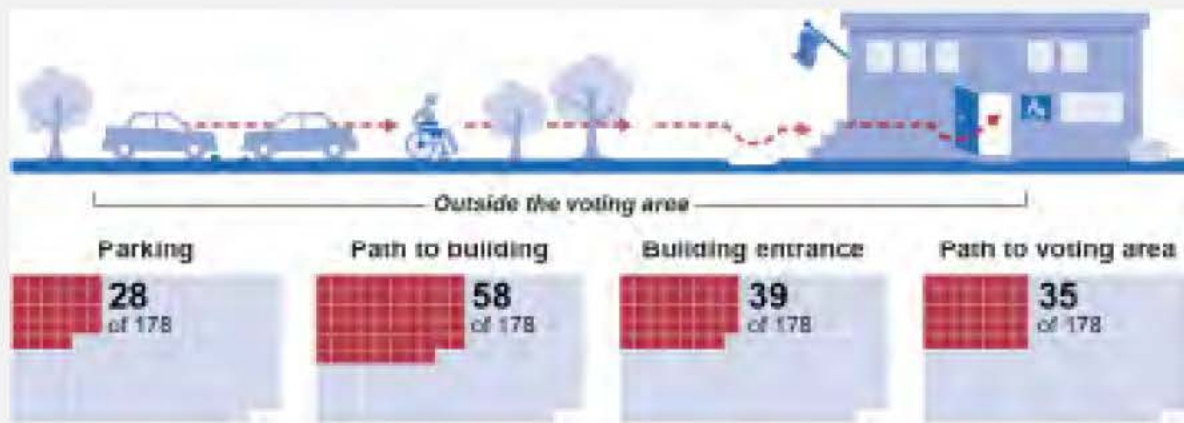 Outside the voting area
Parking
Path to building
Building entrance
Path to voting area
28
of 178
58
of 178
39
of 178
35
of 178